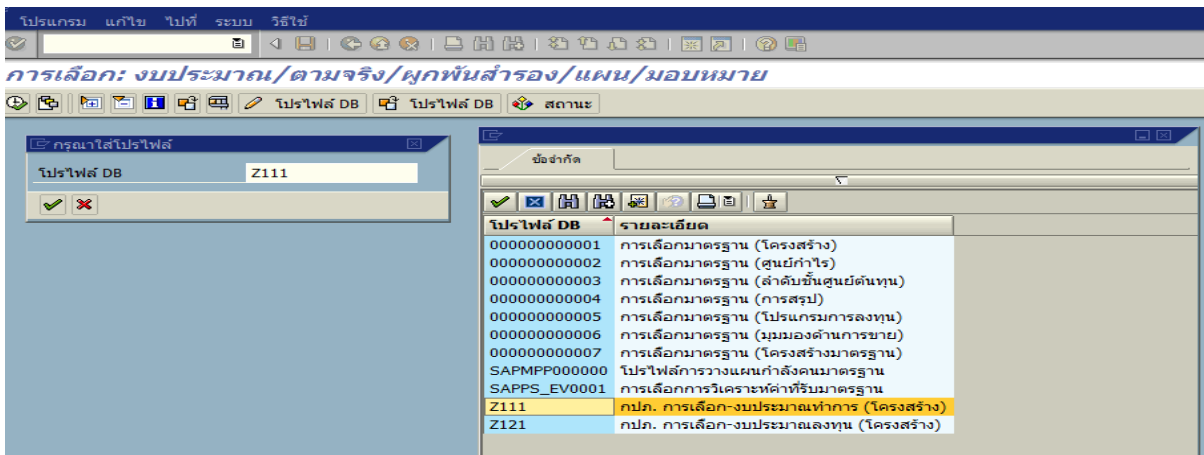 โปรแกรม แก้ไข ไปที่ ระบบ วิธีใช้
การเลือก: งบประมาณ/ตามจริง/ผูกพันสำรอง/แผน/มอบหมาย
โปรไฟล์ DB โปรไฟล์ DB สถานะ
กรุณาใส่โปรไฟล์
โปรไฟล์ DB Z111
ข้อจำกัด
โปรไฟล์ DB รายละเอียด
000000000001 การเลือกมาตรฐาน (โครงสร้าง)
000000000002 การเลือกมาตรฐาน (ศูนย์กำไร)
000000000003 การเลือกมาตรฐาน (ลำดับชั้นศูนย์ต้นทุน)
000000000004 การเลือกมาตรฐาน (การสรุป)
000000000005 การเลือกมาตรฐาน (โปรแกรมการลงทุน)
000000000006 การเลือกมาตรฐาน (มุมมองด้านการขาย)
000000000007 การเลือกมาตรฐาน (โครงสร้างมาตรฐาน)
SAPMPP000000 โปรไฟล์การวางแผนกำลังคนมาตรฐาน
SAPPS_EV0001 การเลือกการวิเคราะห์ค่าที่รับมาตรฐาน
Z111 กปภ. การเลือก-งบประมาณทำการ (โครงสร้าง)
Z121 กปภ. การเลือก-งบประมาณลงทุน (โครงสร้าง)